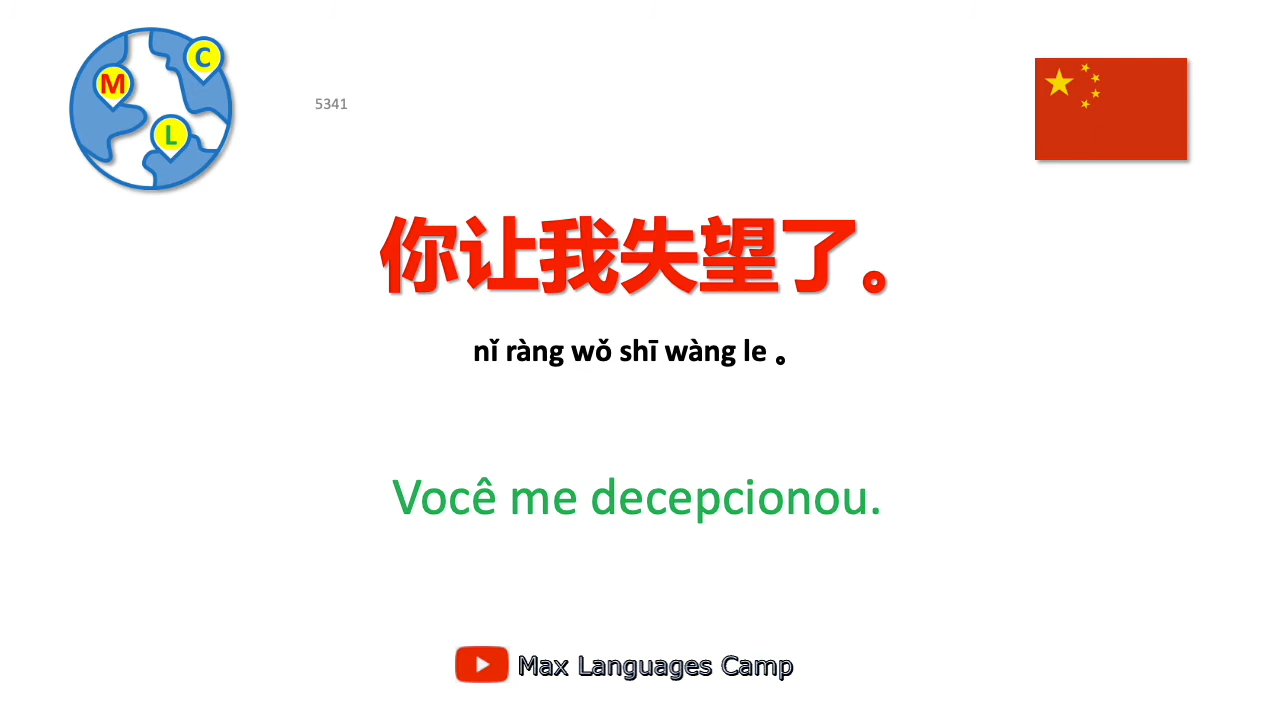 M
C
L
5341
你让我失望了。
nǐ ràng wǒ shī wàng le 。
Você me decepcionou.
Max Languages Camp